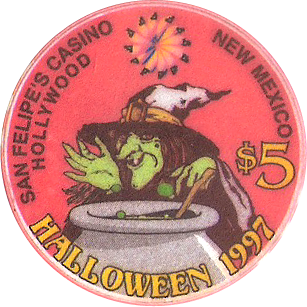 SAN FELIPE'S CASINO
HOLLYWOOD
NEW MEXICO
$5
HALLOWEEN 1997